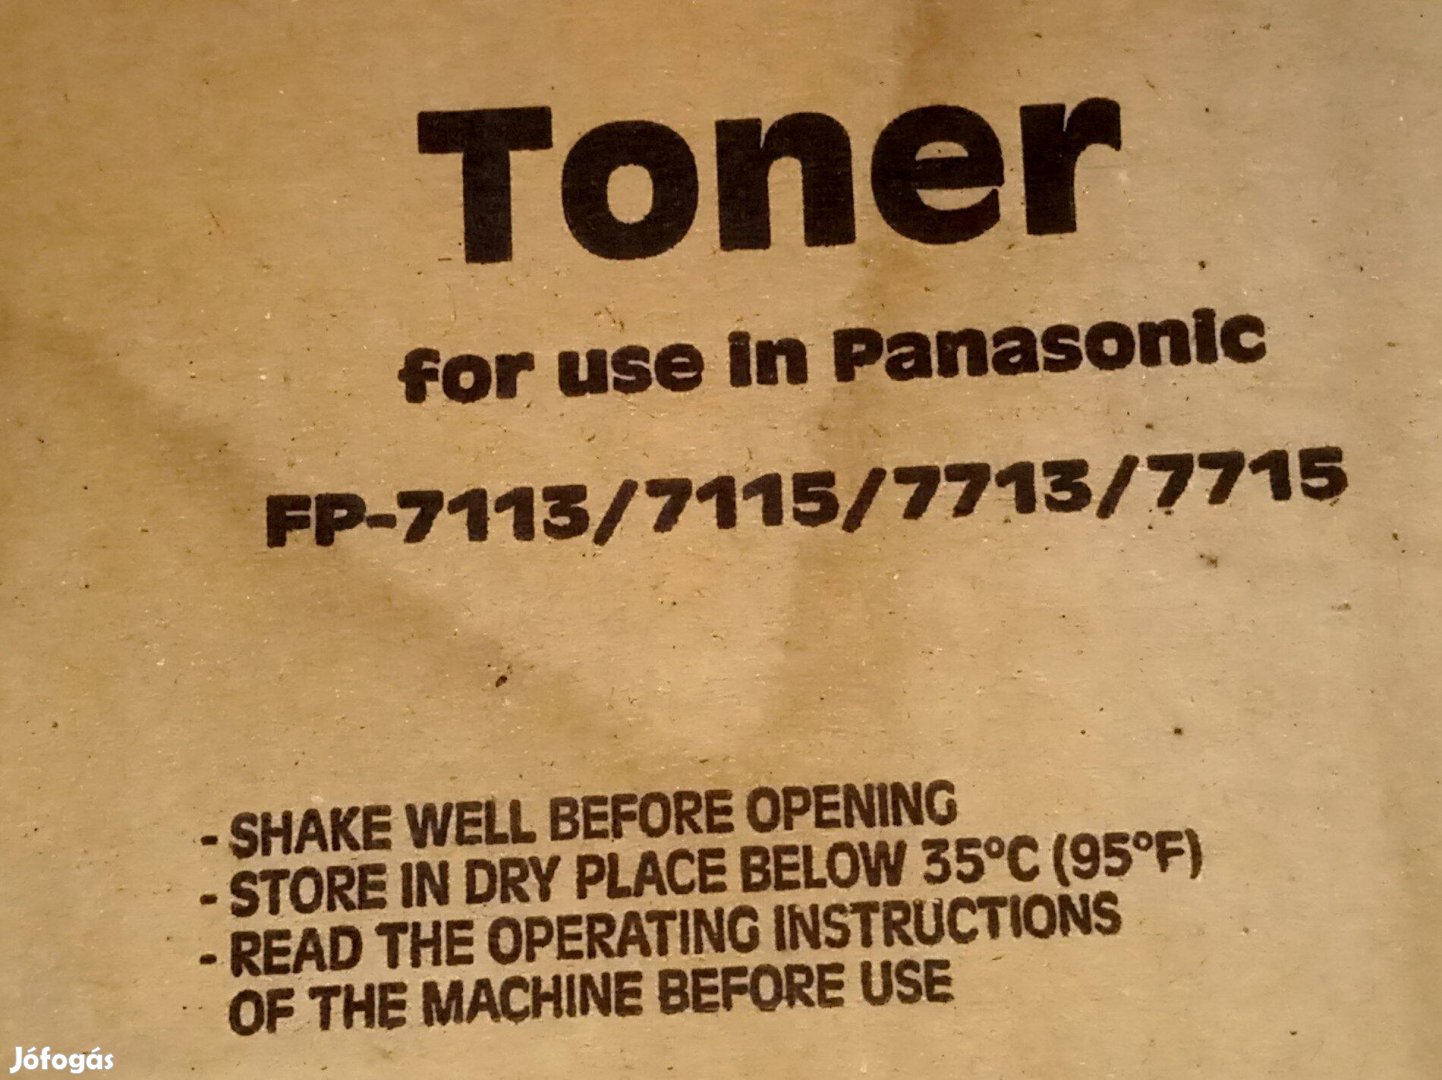 Toner
for use in Panasonic
FP-7113/7115/7713/7715
- SHAKE WELL BEFORE OPENING
- STORE IN DRY PLACE BELOW 35°C (95°F)
- READ THE OPERATING INSTRUCTIONS
OF THE MACHINE BEFORE USE
Jófogás